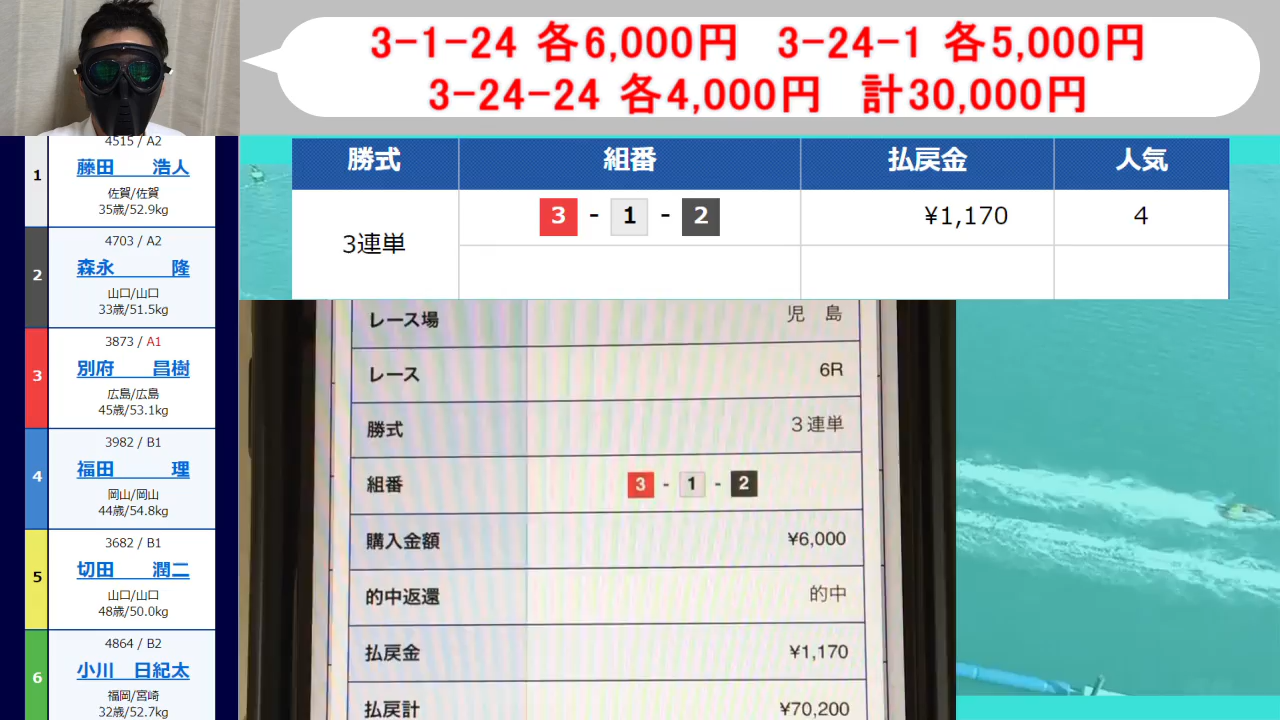 3-1-24 各6,000円　3-24-1 各5,000円
3-24-24 各4,000円　計30,000円
4515 / A2
1
藤田　　浩人
佐賀/佐賀
35歳/52.9kg
4703 / A2
2
森永　　　隆
山口/山口
33歳/51.5kg
3873 / A1
3
別府　　昌樹
広島/広島
45歳/53.1kg
3982 / B1
4
福田　　　理
岡山/岡山
44歳/54.8kg
3682 / B1
5
切田　　潤二
山口/山口
48歳/50.0kg
4864 / B2
6
小川　日紀太
福岡/宮崎
32歳/52.7kg
勝式 組番 払戻金 人気
3連単 3 - 1 - 2 ¥1,170 4
レース場 児　島
レース 6R
勝式 3連単
組番 3 - 1 - 2
購入金額 ¥6,000
的中返還 的中
払戻金 ¥1,170
払戻計 ¥70,200